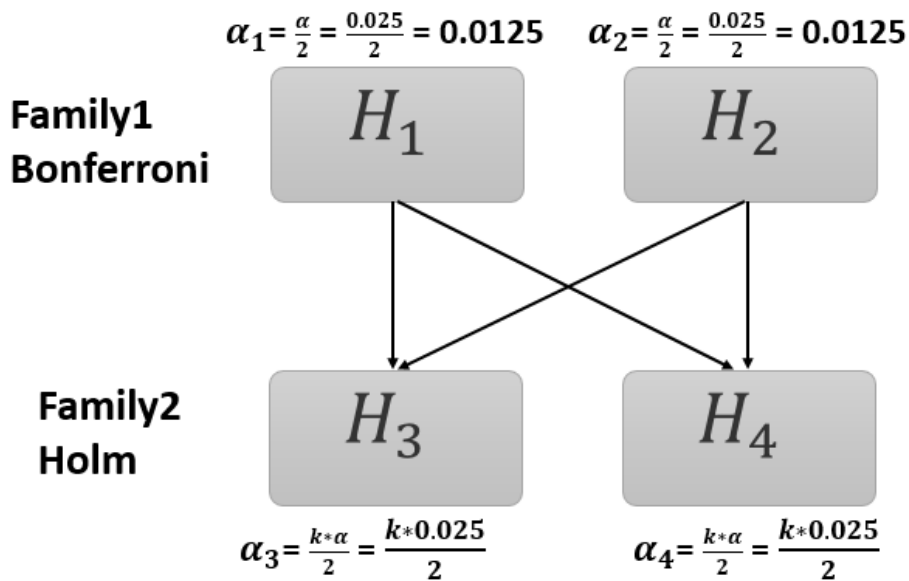 α₁= α/2 = 0.025/2 = 0.0125 α₂= α/2 = 0.025/2 = 0.0125
Family1
Bonferroni
H₁ H₂
Family2
Holm
H₃ H₄
α₃= k*α/2 = k*0.025/2 α₄= k*α/2 = k*0.025/2